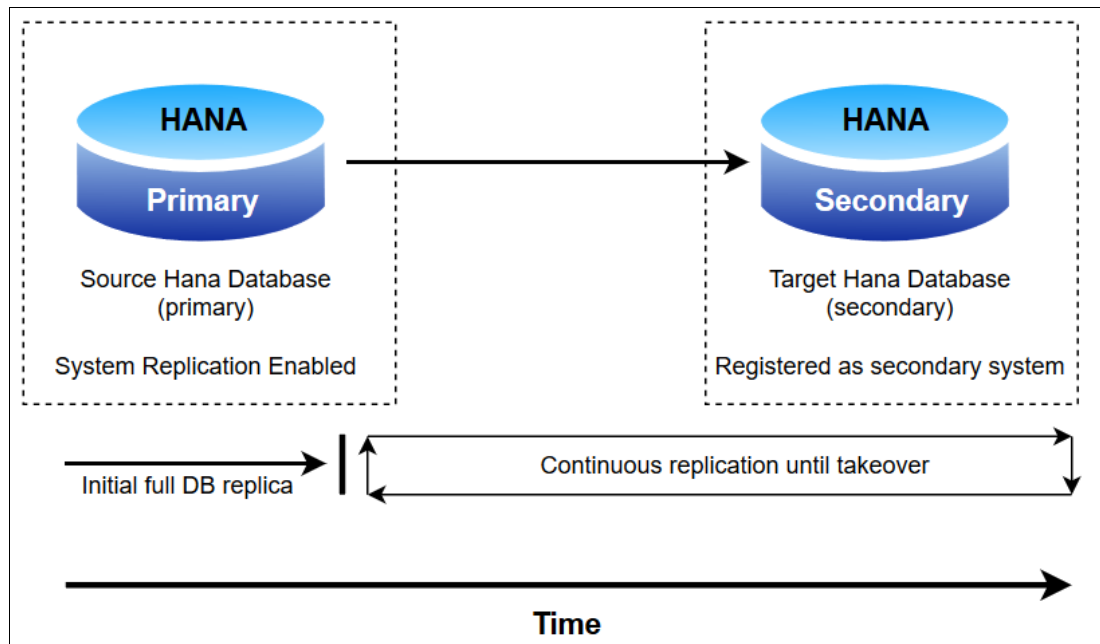 HANA
Primary
Source Hana Database
(primary)
System Replication Enabled
HANA
Secondary
Target Hana Database
(secondary)
Registered as secondary system
Initial full DB replica
Continuous replication until takeover
Time